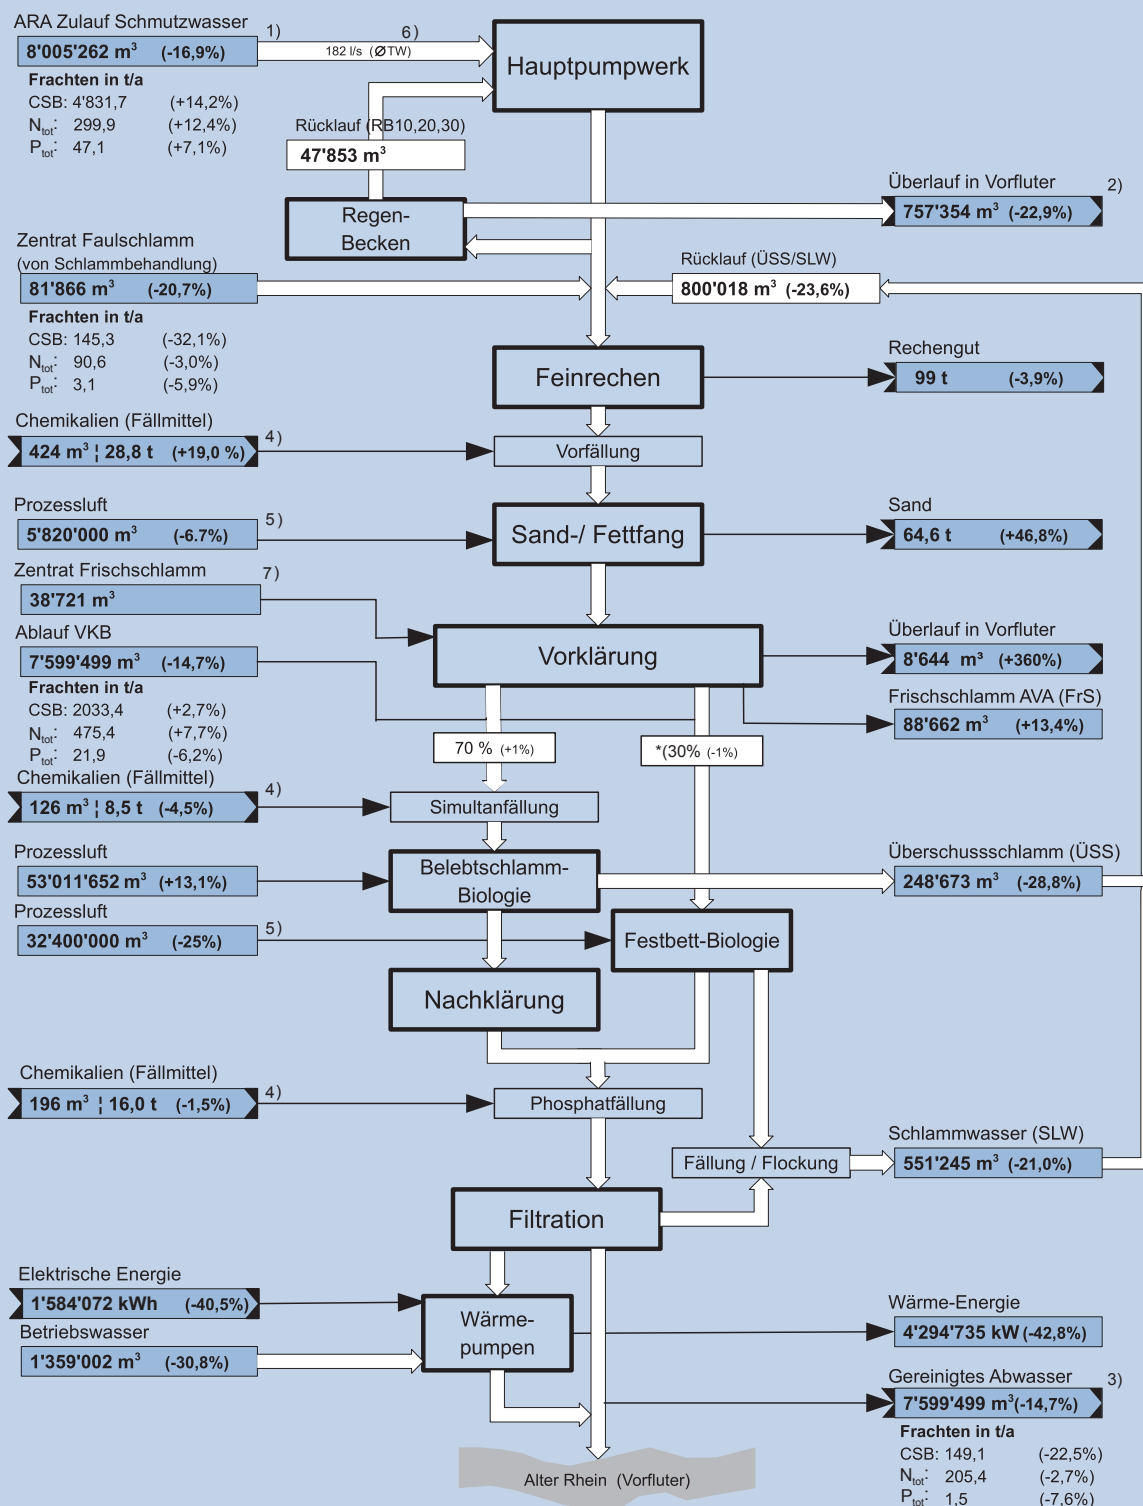 ARA Zulauf Schmutzwasser 1)
8'005'262 m³ (-16,9%)
6)
182 l/s (ØTW)
Hauptpumpwerk
Frachten in t/a
CSB: 4'831,7 (+14,2%)
Ntot: 299,9 (+12,4%)
Ptot: 47,1 (+7,1%)
Rücklauf (RB10,20,30)
47'853 m³
Regen-
Becken
Überlauf in Vorfluter 2)
757'354 m³ (-22,9%)
Zentrat Faulschlamm
(von Schlammbehandlung)
81'866 m³ (-20,7%)
Rücklauf (ÜSS/SLW)
800'018 m³ (-23,6%)
Frachten in t/a
CSB: 145,3 (-32,1%)
Ntot: 90,6 (-3,0%)
Ptot: 3,1 (-5,9%)
Feinrechen
Rechengut
99 t (-3,9%)
Chemikalien (Fällmittel)
424 m³ ¦ 28,8 t (+19,0 %) 4)
Vorfällung
Prozessluft
5'820'000 m³ (-6.7%) 5)
Sand-/ Fettfang
Sand
64,6 t (+46,8%)
Zentrat Frischschlamm 7)
38'721 m³
Ablauf VKB
7'599'499 m³ (-14,7%)
Vorklärung
Überlauf in Vorfluter
8'644 m³ (+360%)
Frachten in t/a
CSB: 2033,4 (+2,7%)
Ntot: 475,4 (+7,7%)
Ptot: 21,9 (-6,2%)
Frischschlamm AVA (FrS)
88'662 m³ (+13,4%)
70 % (+1%)
*(30% (-1%)
Chemikalien (Fällmittel)
126 m³ ¦ 8,5 t (-4,5%) 4)
Simultanfällung
Prozessluft
53'011'652 m³ (+13,1%)
Belebtschlamm-
Biologie
Überschussschlamm (ÜSS)
248'673 m³ (-28,8%)
Prozessluft
32'400'000 m³ (-25%) 5)
Festbett-Biologie
Nachklärung
Chemikalien (Fällmittel)
196 m³ ¦ 16,0 t (-1,5%) 4)
Phosphatfällung
Fällung / Flockung
Schlammwasser (SLW)
551'245 m³ (-21,0%)
Filtration
Elektrische Energie
1'584'072 kWh (-40,5%)
Betriebswasser
1'359'002 m³ (-30,8%)
Wärme-
pumpen
Wärme-Energie
4'294'735 kW (-42,8%)
Gereinigtes Abwasser 3)
7'599'499 m³(-14,7%)
Frachten in t/a
CSB: 149,1 (-22,5%)
Ntot: 205,4 (-2,7%)
Ptot: 1,5 (-7,6%)
Alter Rhein (Vorfluter)